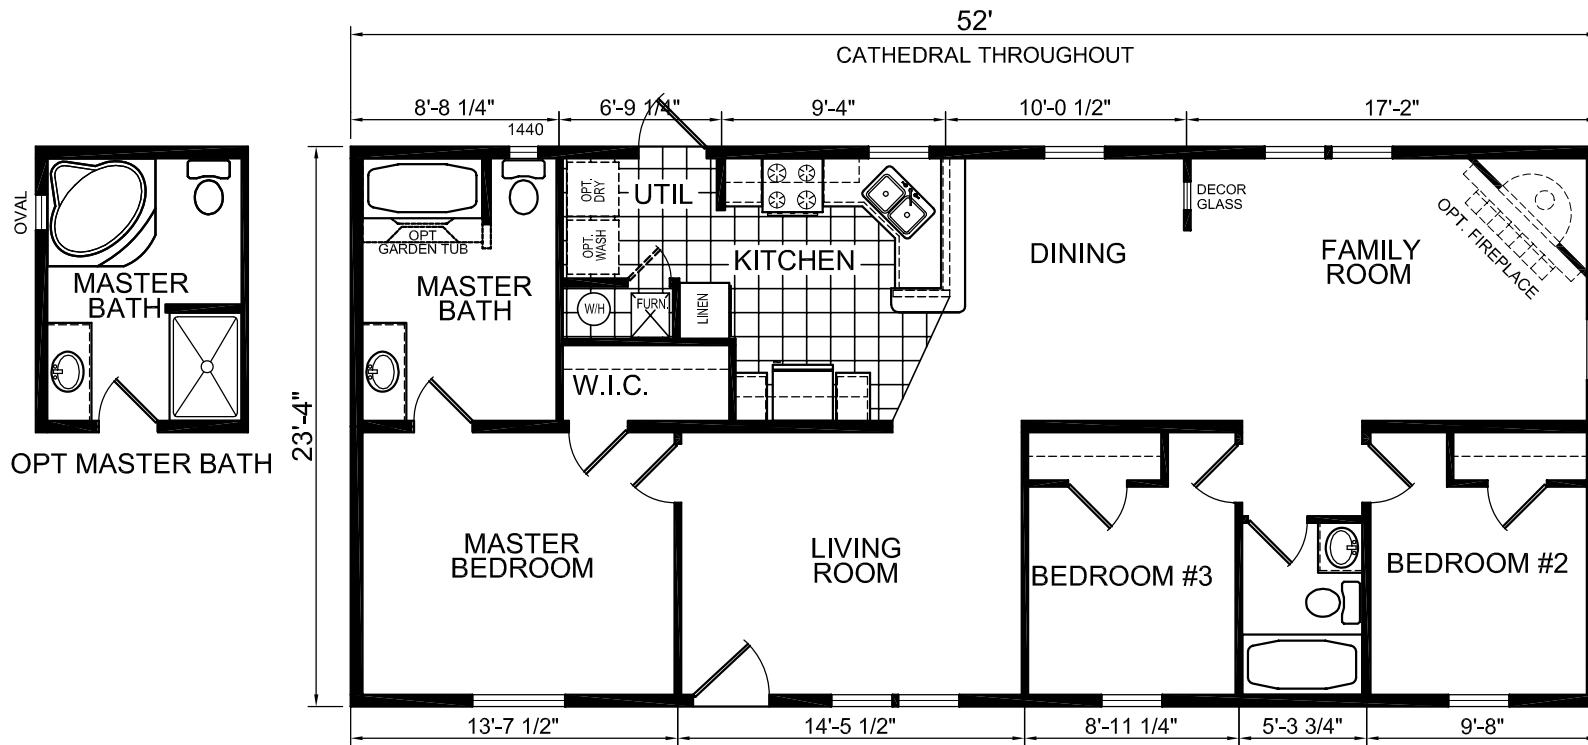 52'
CATHEDRAL THROUGHOUT
8'-8 1/4"
6'-9 1/4"
9'-4"
10'-0 1/2"
17'-2"
1440
OVAL
MASTER
BATH
OPT MASTER BATH
23'-4"
OPT
GARDEN TUB
MASTER
BATH
OPT.
DRY
OPT.
WASH
UTIL
W/H
FURN.
LINEN
KITCHEN
W.I.C.
DINING
DECOR
GLASS
FAMILY
ROOM
OPT. FIREPLACE
MASTER
BEDROOM
LIVING
ROOM
BEDROOM #3
BEDROOM #2
13'-7 1/2"
14'-5 1/2"
8'-11 1/4"
5'-3 3/4"
9'-8"